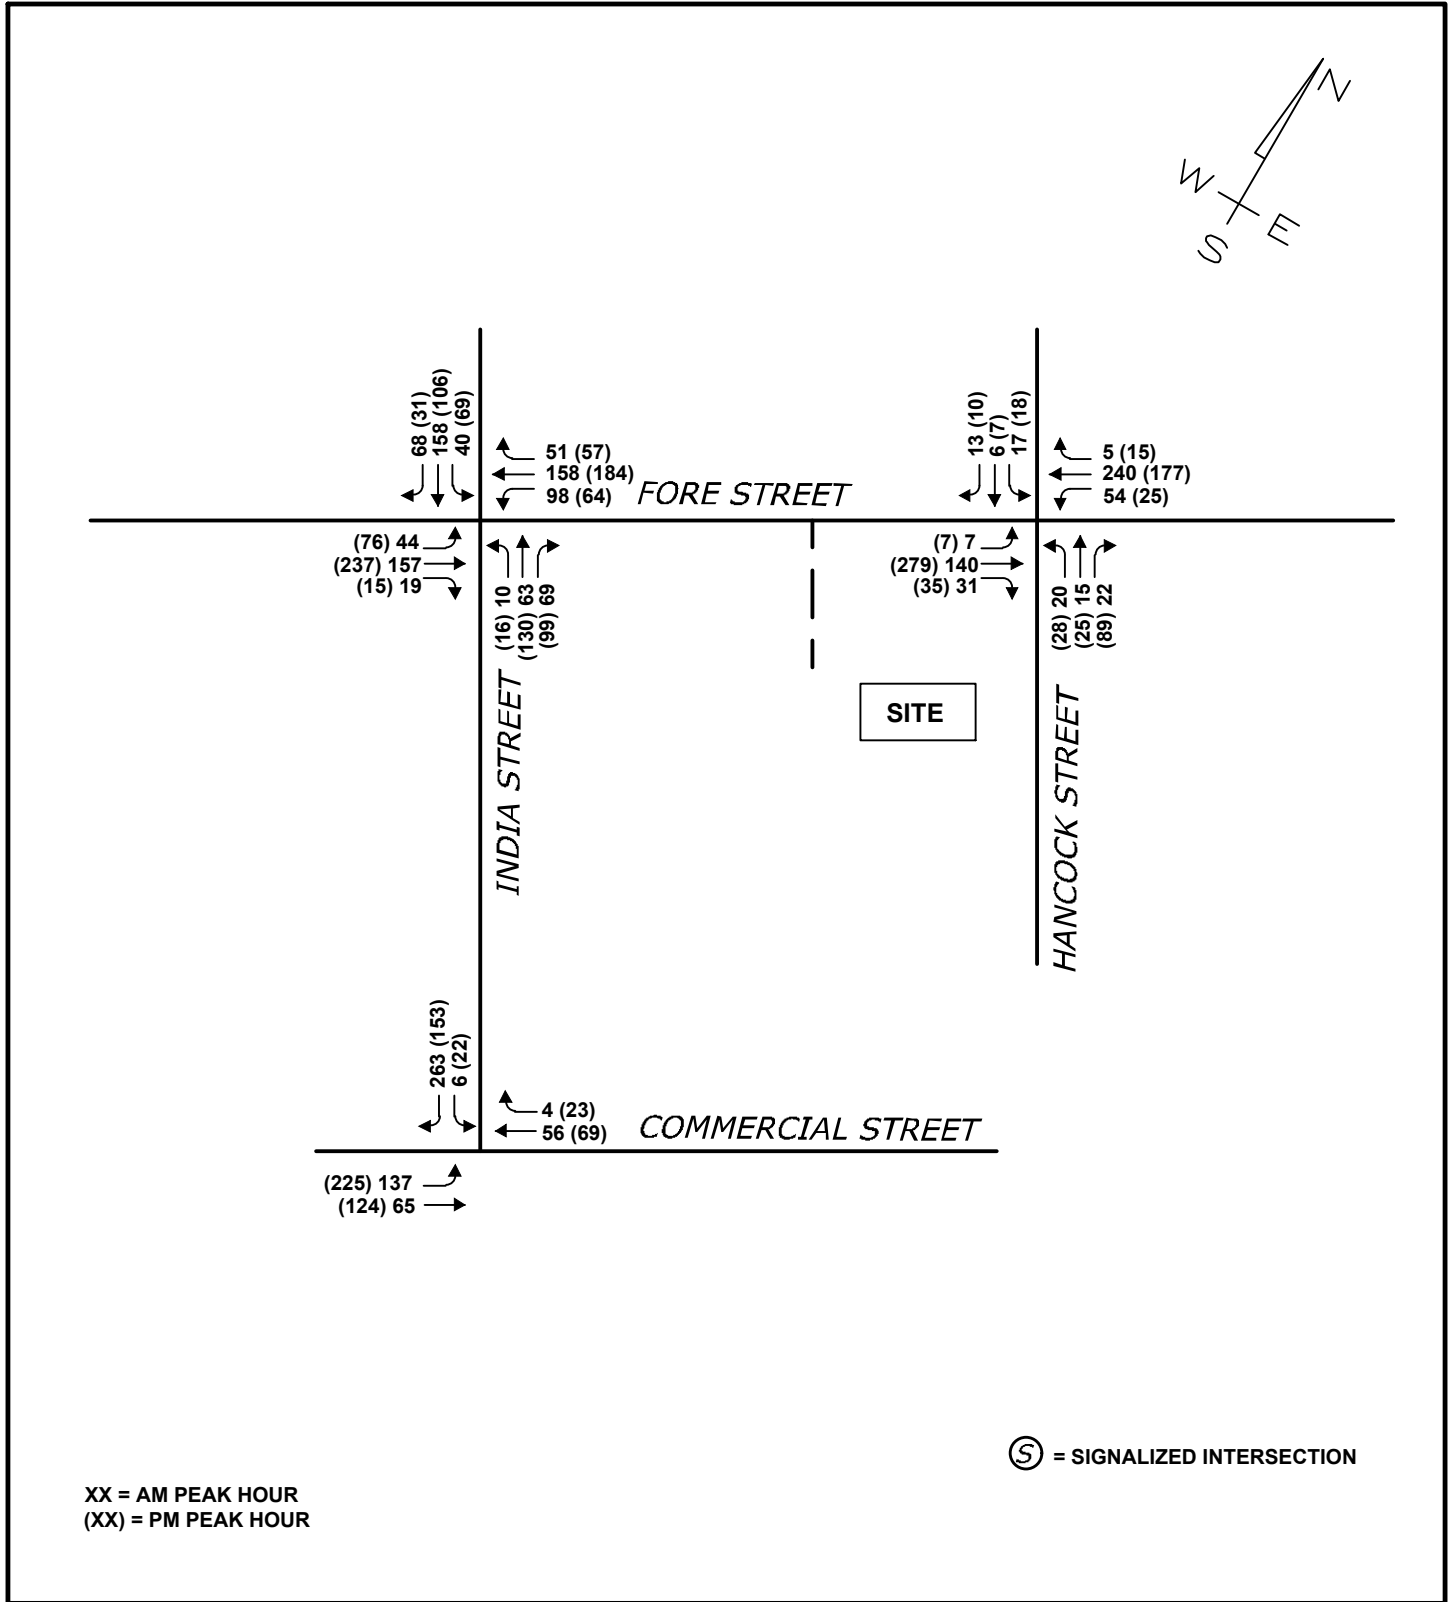 N
W
E
S
68 (31)
158 (106)
40 (69)
51 (57)
158 (184)
98 (64)
FORE STREET
13 (10)
6 (7)
17 (18)
5 (15)
240 (177)
54 (25)
(76) 44
(237) 157
(15) 19
(16) 10
(130) 63
(99) 69
(7) 7
(279) 140
(35) 31
(28) 20
(25) 15
(89) 22
SITE
INDIA STREET
HANCOCK STREET
263 (153)
6 (22)
4 (23)
56 (69)
COMMERCIAL STREET
(225) 137
(124) 65
S = SIGNALIZED INTERSECTION
XX = AM PEAK HOUR
(XX) = PM PEAK HOUR